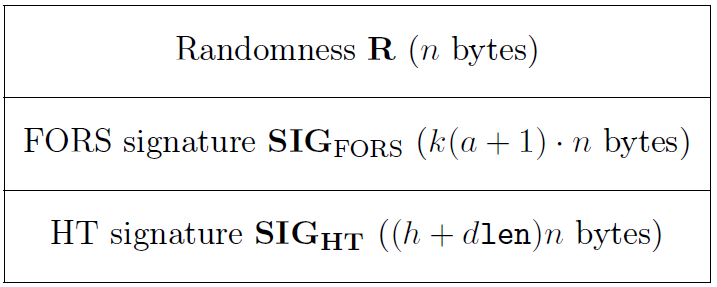 Randomness R (n bytes)
FORS signature SIG_FORS (k(a + 1) · n bytes)
HT signature SIG_HT ((h + dlen)n bytes)